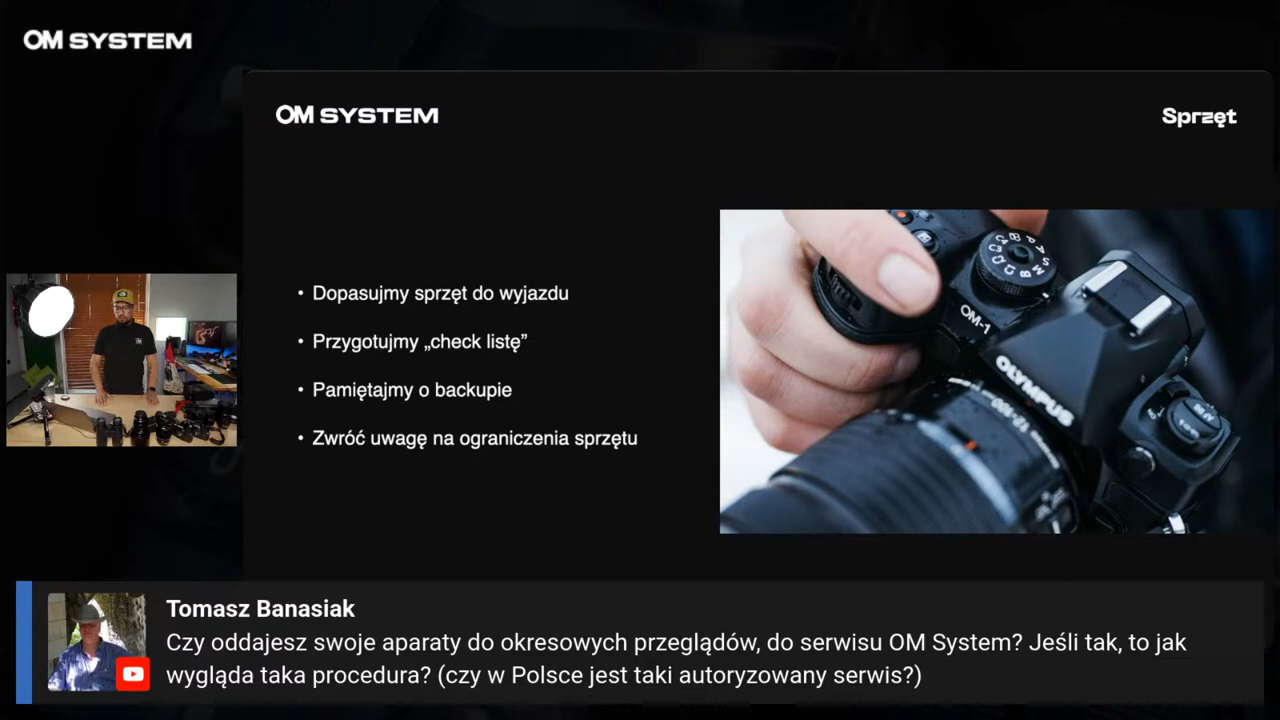 OM SYSTEM
OM SYSTEM
Sprzęt
• Dopasujmy sprzęt do wyjazdu
• Przygotujmy „check listę”
• Pamiętajmy o backupie
• Zwróć uwagę na ograniczenia sprzętu
OM-1
OLYMPUS
Tomasz Banasiak
Czy oddajesz swoje aparaty do okresowych przeglądów, do serwisu OM System? Jeśli tak, to jak
wygląda taka procedura? (czy w Polsce jest taki autoryzowany serwis?)